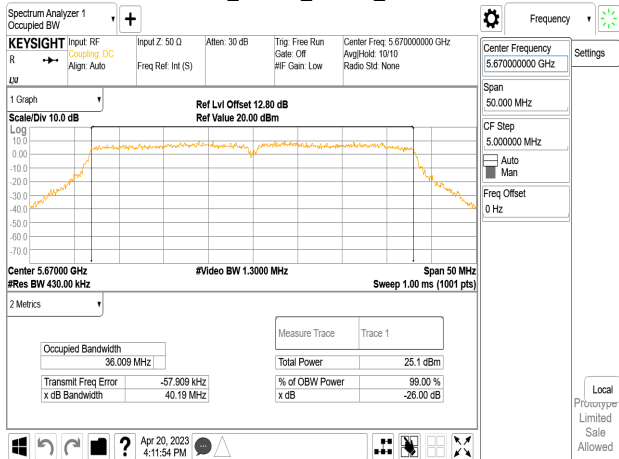 Spectrum Analyzer 1
Occupied BW
+
Frequency
KEYSIGHT Input: RF Input Z: 50 Ω Atten: 30 dB Trig: Free Run Center Freq: 5.670000000 GHz
R Coupling: DC Gate: Off Avg|Hold: 10/10
Align: Auto Freq Ref: Int (S) #IF Gain: Low Radio Std: None
LXI
Center Frequency
5.670000000 GHz
Settings
Span
50.000 MHz
CF Step
5.000000 MHz
Auto
Man
Freq Offset
0 Hz
1 Graph
Ref Lvl Offset 12.80 dB
Scale/Div 10.0 dB Ref Value 20.00 dBm
Log
10.0
0.00
-10.0
-20.0
-30.0
-40.0
-50.0
-60.0
-70.0
Center 5.67000 GHz #Video BW 1.3000 MHz Span 50 MHz
#Res BW 430.00 kHz Sweep 1.00 ms (1001 pts)
2 Metrics
Measure Trace Trace 1
Occupied Bandwidth
36.009 MHz Total Power 25.1 dBm
Transmit Freq Error -57.909 kHz % of OBW Power 99.00 %
x dB Bandwidth 40.19 MHz x dB -26.00 dB
Local
Prototype
Limited
Sale
Allowed
? Apr 20, 2023
4:11:54 PM